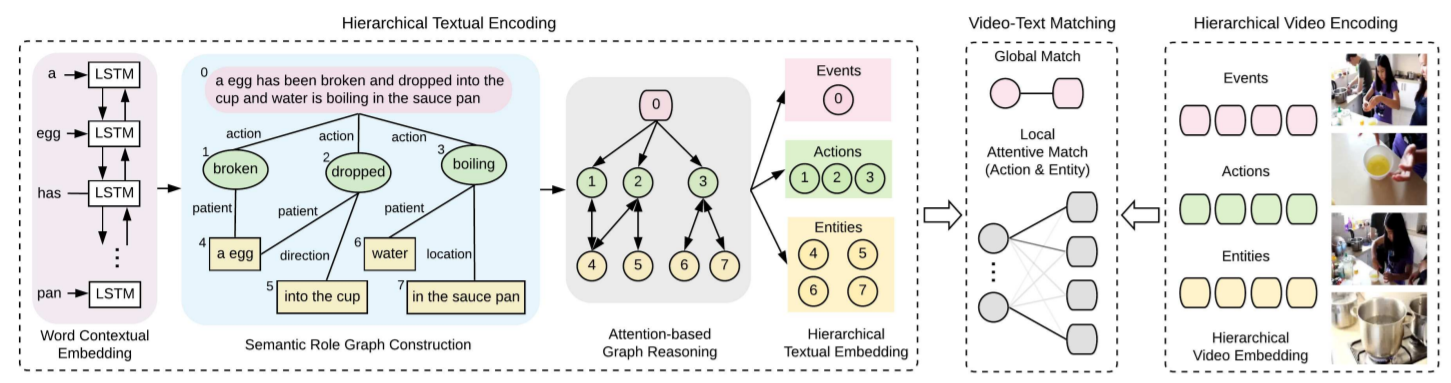 Hierarchical Textual Encoding
a
LSTM
egg
LSTM
has
LSTM
pan
LSTM
Word Contextual
Embedding
0
a egg has been broken and dropped into the
cup and water is boiling in the sauce pan
action
action
action
1
broken
2
dropped
3
boiling
patient
patient
patient
direction
location
4
a egg
5
into the cup
6
water
7
in the sauce pan
Semantic Role Graph Construction
0
1
2
3
4
5
6
7
Attention-based
Graph Reasoning
Events
0
Actions
1
2
3
Entities
4
5
6
7
Hierarchical
Textual Embedding
Video-Text Matching
Global Match
Local
Attentive Match
(Action & Entity)
Hierarchical Video Encoding
Events
Actions
Entities
Hierarchical
Video Embedding